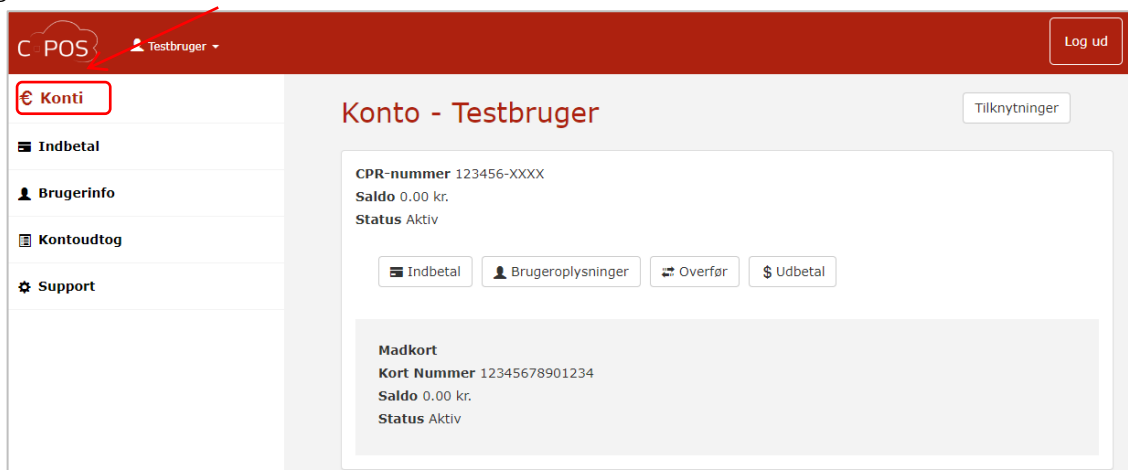 C POS
Testbruger
Log ud
€ Konti
Indbetal
Brugerinfo
Kontoudtog
Support
Konto - Testbruger
Tilknytninger
CPR-nummer 123456-XXXX
Saldo 0.00 kr.
Status Aktiv
Indbetal Brugeroplysninger Overfør $ Udbetal
Madkort
Kort Nummer 12345678901234
Saldo 0.00 kr.
Status Aktiv